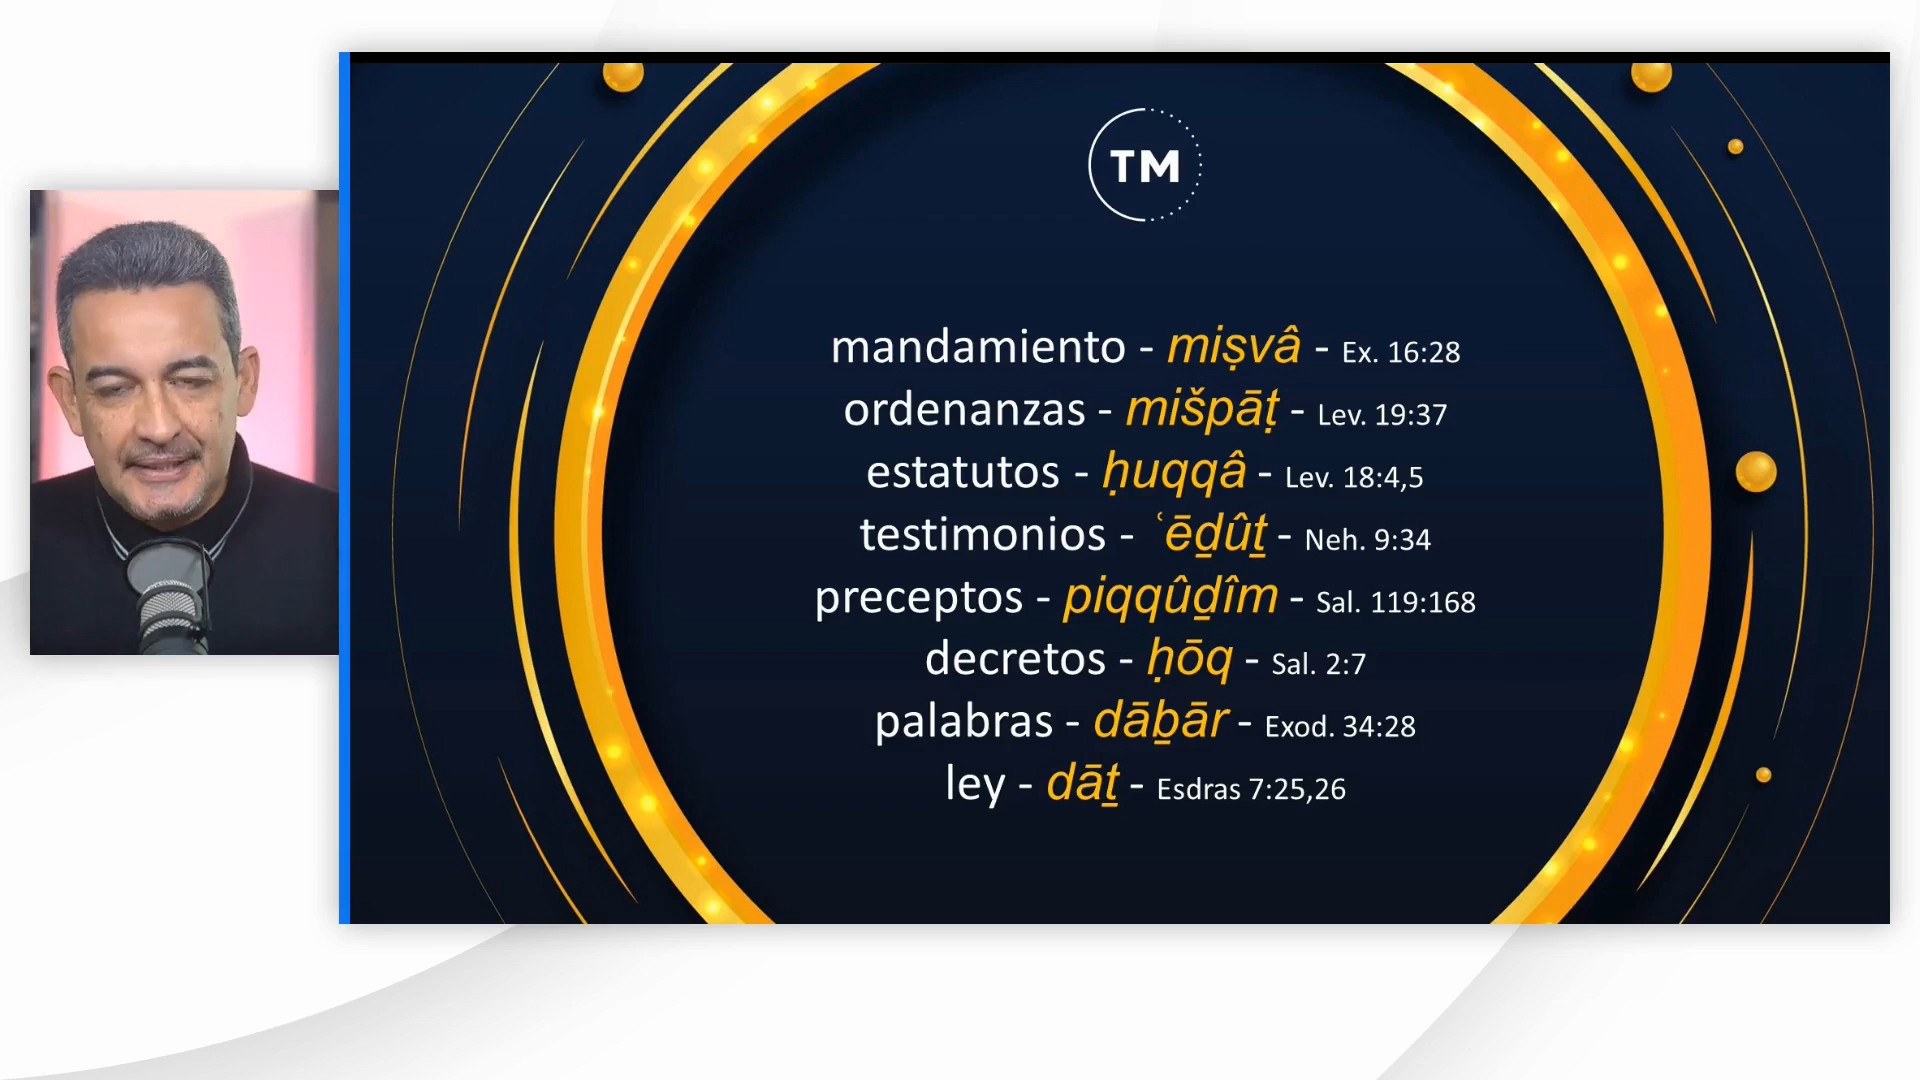 TM
mandamiento - miṣvâ - Ex. 16:28
ordenanzas - mišpāṭ - Lev. 19:37
estatutos - ḥuqqâ - Lev. 18:4,5
testimonios - ʿēḏûṯ - Neh. 9:34
preceptos - piqqûḏîm - Sal. 119:168
decretos - ḥōq - Sal. 2:7
palabras - dāḇār - Exod. 34:28
ley - dāṯ - Esdras 7:25,26